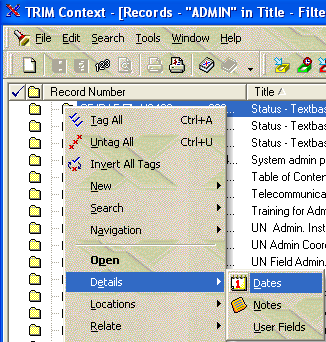 TRIM Context - [Records - "ADMIN" in Title - Filte
File Edit Search Tools Window Help
Record Number Title
Status - Textbas
Tag All Ctrl+A Status - Textba
Untag All Ctrl+U Status - Textba
Invert All Tags System admin p
New Table of Conten
Telecommunica
Search Training for Adm
Navigation UN Admin. Inst
Open UN Admin Coor
UN Field Admin.
Details Dates
Locations Notes
Relate User Fields